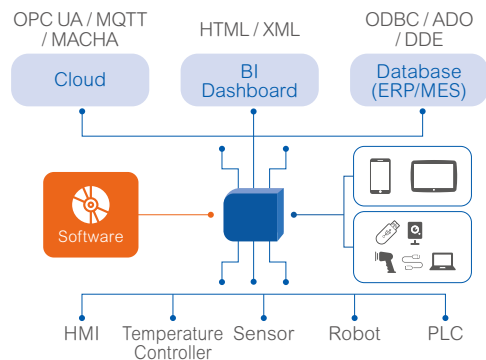 OPC UA / MQTT
/ MACHA
HTML / XML
ODBC / ADO
/ DDE
Cloud
BI
Dashboard
Database
(ERP/MES)
Software
HMI
Temperature
Controller
Sensor
Robot
PLC